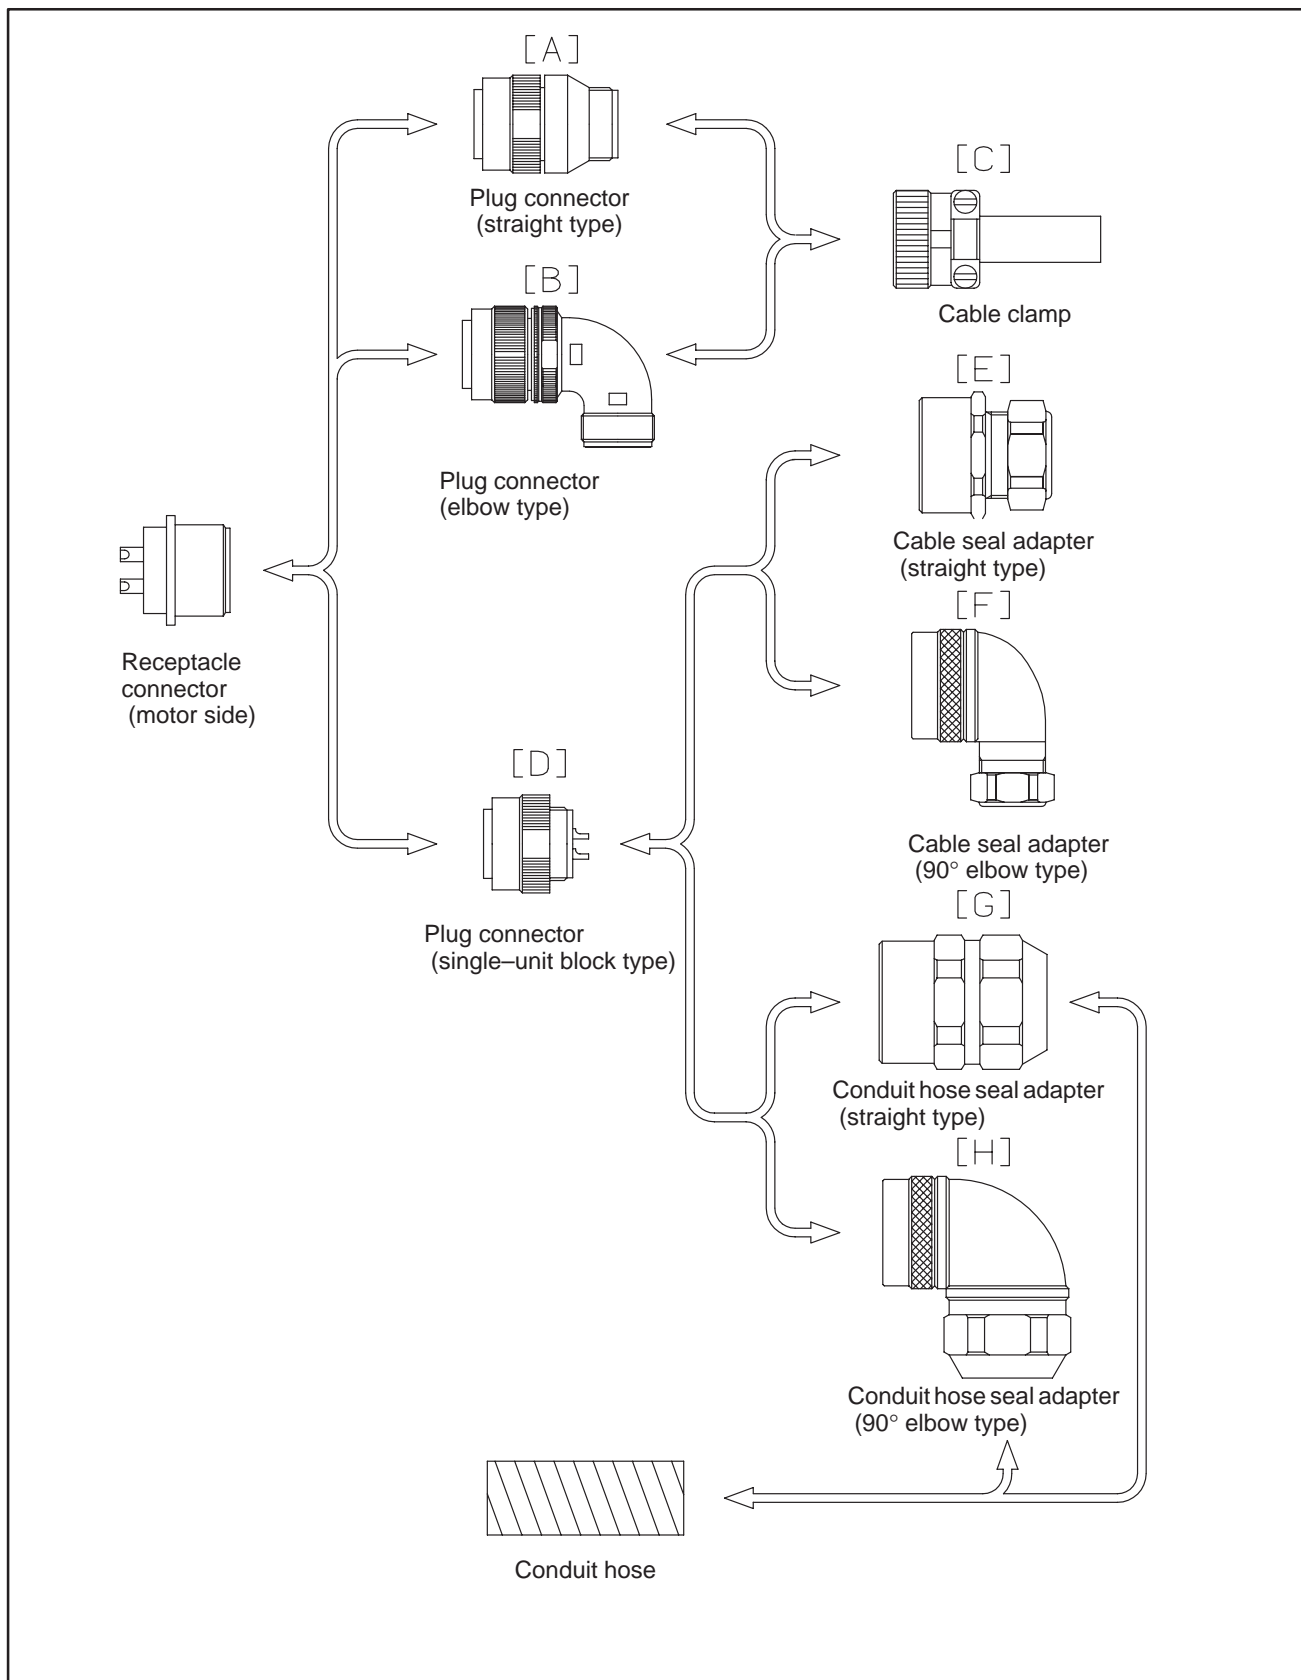 [A]
Plug connector
(straight type)
[C]
Cable clamp
[B]
Plug connector
(elbow type)
[E]
Cable seal adapter
(straight type)
Receptacle
connector
(motor side)
[F]
Cable seal adapter
(90° elbow type)
[D]
Plug connector
(single–unit block type)
[G]
Conduit hose seal adapter
(straight type)
[H]
Conduit hose seal adapter
(90° elbow type)
Conduit hose